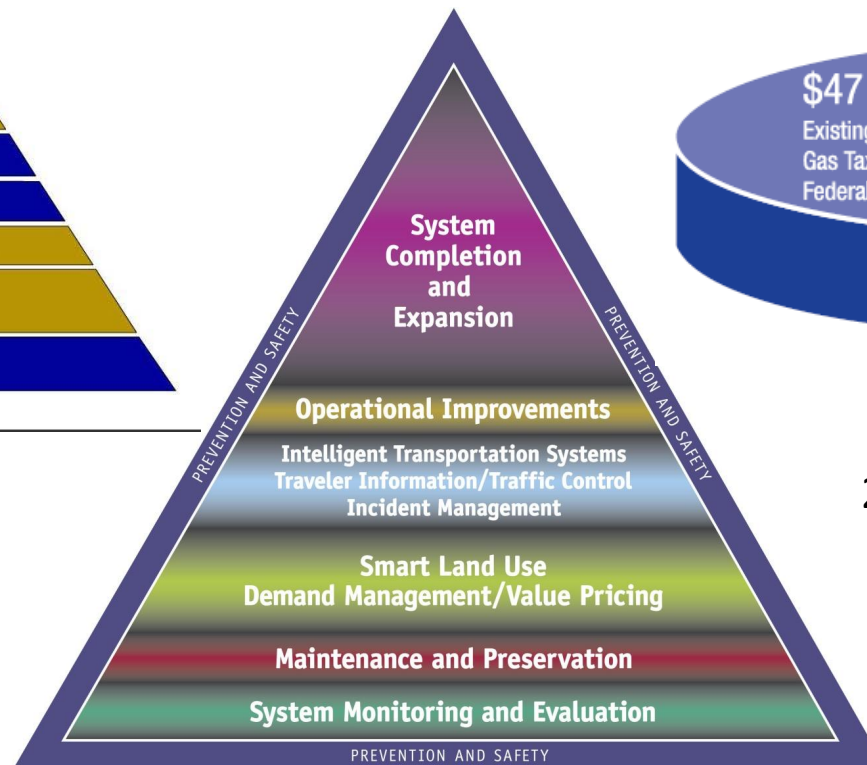 $47
Existing
Gas Tax
Federal
System
Completion
and
Expansion
PREVENTION AND SAFETY
PREVENTION AND SAFETY
Operational Improvements
Intelligent Transportation Systems
Traveler Information/Traffic Control
Incident Management
Smart Land Use
Demand Management/Value Pricing
Maintenance and Preservation
System Monitoring and Evaluation
PREVENTION AND SAFETY